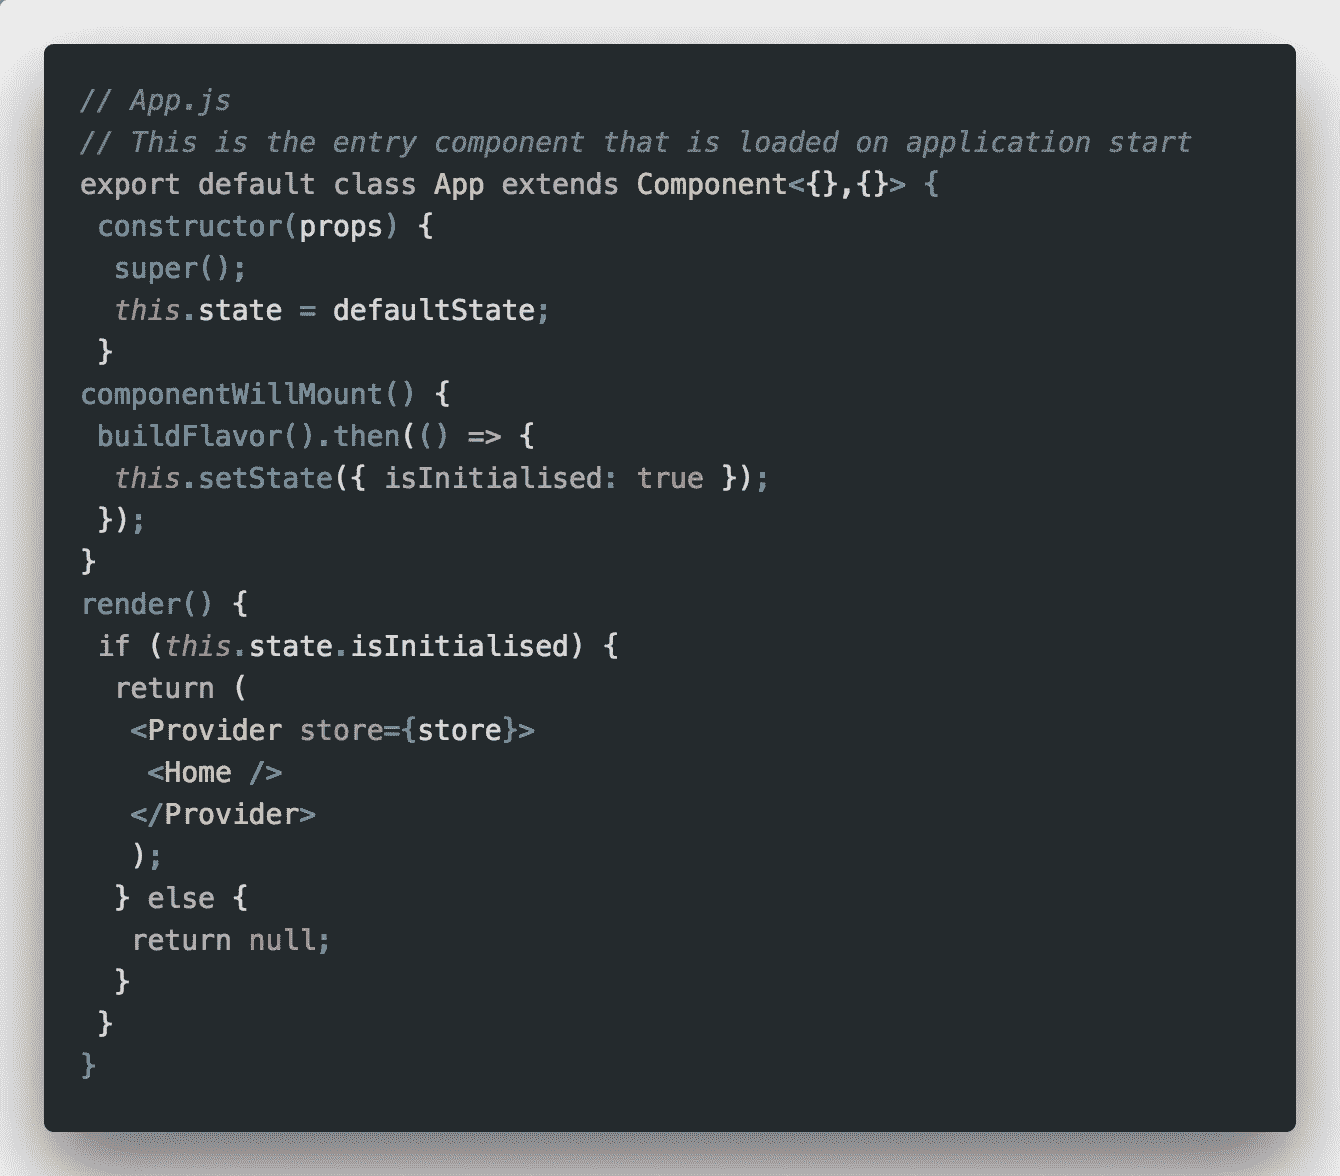 // App.js
// This is the entry component that is loaded on application start
export default class App extends Component<{},{}> {
 constructor(props) {
  super();
  this.state = defaultState;
 }
componentWillMount() {
 buildFlavor().then(() => {
  this.setState({ isInitialised: true });
 });
}
render() {
 if (this.state.isInitialised) {
  return (
   <Provider store={store}>
    <Home />
   </Provider>
   );
  } else {
   return null;
  }
 }
}